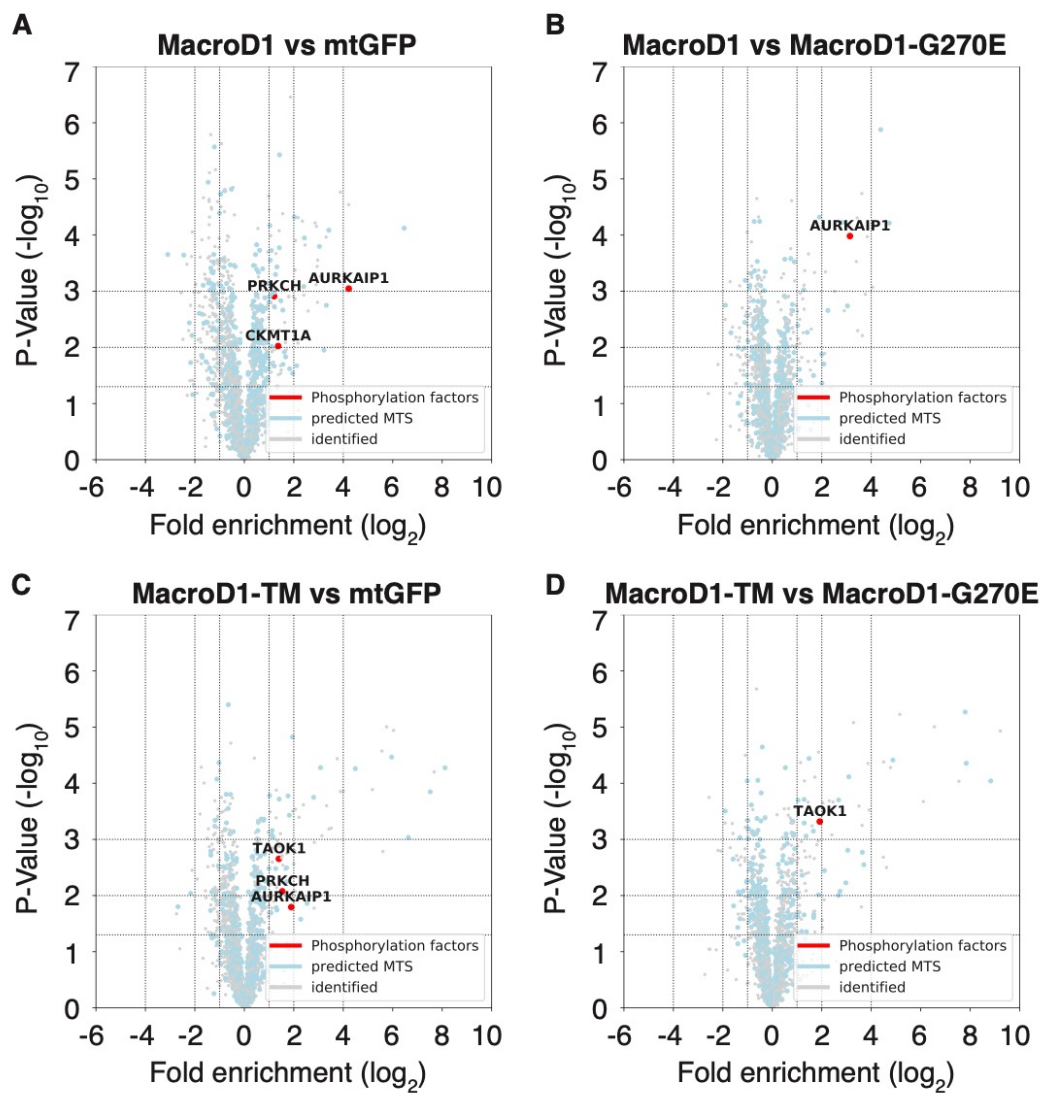 A
MacroD1 vs mtGFP
7
6
5
4
3
2
1
0
P-Value (-log10)
PRKCH
AURKAIP1
CKMT1A
Phosphorylation factors
predicted MTS
identified
-6 -4 -2 0 2 4 6 8 10
Fold enrichment (log2)
B
MacroD1 vs MacroD1-G270E
7
6
5
4
3
2
1
0
P-Value (-log10)
AURKAIP1
Phosphorylation factors
predicted MTS
identified
-6 -4 -2 0 2 4 6 8 10
Fold enrichment (log2)
C
MacroD1-TM vs mtGFP
7
6
5
4
3
2
1
0
P-Value (-log10)
TAOK1
PRKCH
AURKAIP1
Phosphorylation factors
predicted MTS
identified
-6 -4 -2 0 2 4 6 8 10
Fold enrichment (log2)
D
MacroD1-TM vs MacroD1-G270E
7
6
5
4
3
2
1
0
P-Value (-log10)
TAOK1
Phosphorylation factors
predicted MTS
identified
-6 -4 -2 0 2 4 6 8 10
Fold enrichment (log2)